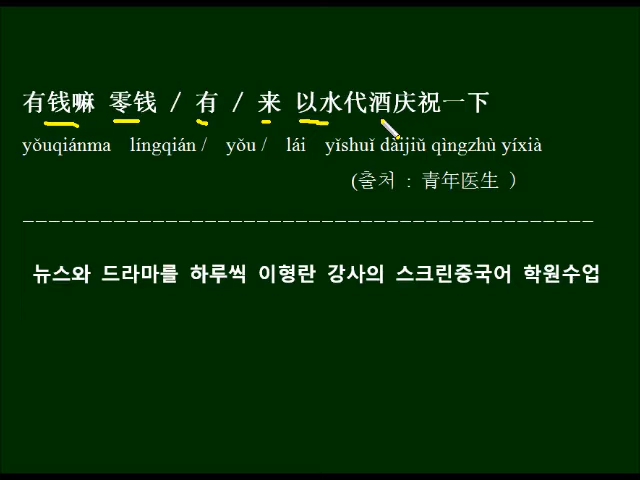 有钱嘛 零钱 / 有 / 来 以水代酒庆祝一下
yǒuqiánma língqián / yǒu / lái yǐshuǐ dàijiǔ qìngzhù yíxià
(출처 : 青年医生 )
____________________________________________
뉴스와 드라마를 하루씩 이형란 강사의 스크린중국어 학원수업